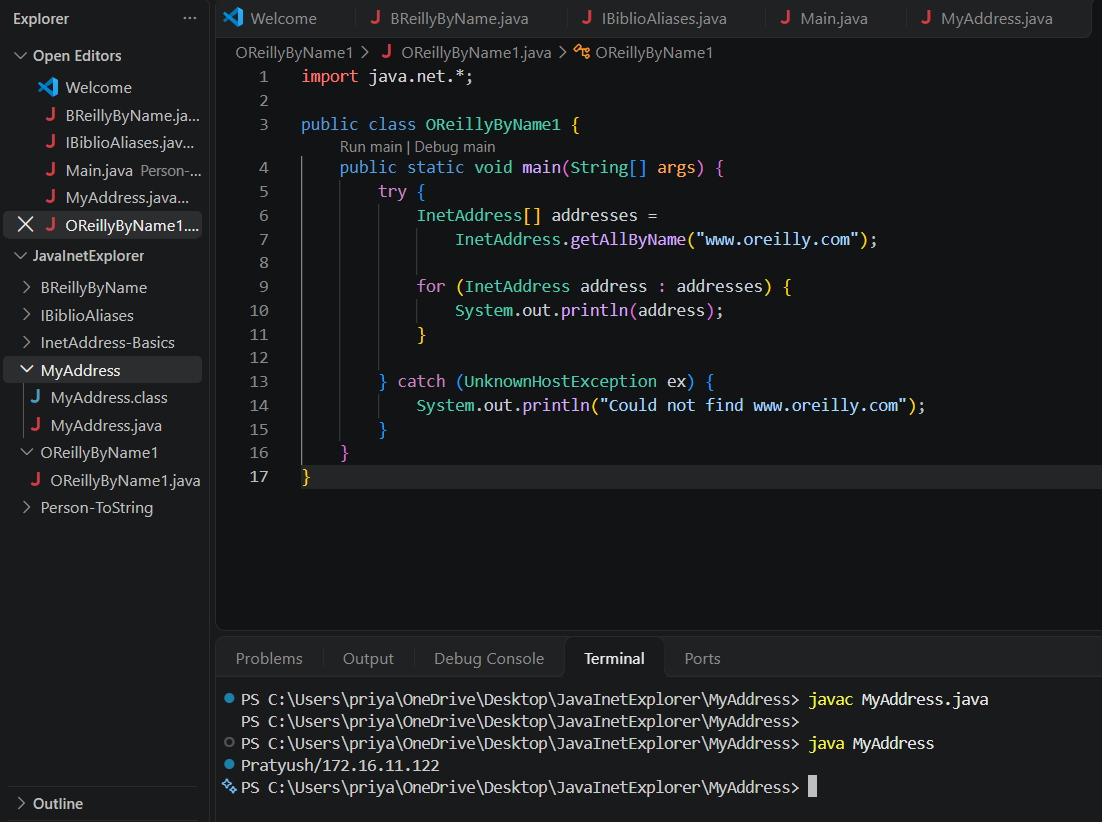 Explorer ···
Open Editors
Welcome
BReillyByName.ja...
IBiblioAliases.jav...
Main.java Person-...
MyAddress.java...
OReillyByName1....
JavaInetExplorer
BReillyByName
IBiblioAliases
InetAddress-Basics
MyAddress
MyAddress.class
MyAddress.java
OReillyByName1
OReillyByName1.java
Person-ToString
Outline
Welcome BReillyByName.java IBiblioAliases.java Main.java MyAddress.java
OReillyByName1 > OReillyByName1.java > OReillyByName1
1 import java.net.*;
2
3 public class OReillyByName1 {
Run main | Debug main
4 public static void main(String[] args) {
5 try {
6 InetAddress[] addresses =
7 InetAddress.getAllByName("www.oreilly.com");
8
9 for (InetAddress address : addresses) {
10 System.out.println(address);
11 }
12
13 } catch (UnknownHostException ex) {
14 System.out.println("Could not find www.oreilly.com");
15 }
16 }
17 }
Problems Output Debug Console Terminal Ports
PS C:\Users\priya\OneDrive\Desktop\JavaInetExplorer\MyAddress> javac MyAddress.java
PS C:\Users\priya\OneDrive\Desktop\JavaInetExplorer\MyAddress>
PS C:\Users\priya\OneDrive\Desktop\JavaInetExplorer\MyAddress> java MyAddress
Pratyush/172.16.11.122
PS C:\Users\priya\OneDrive\Desktop\JavaInetExplorer\MyAddress>